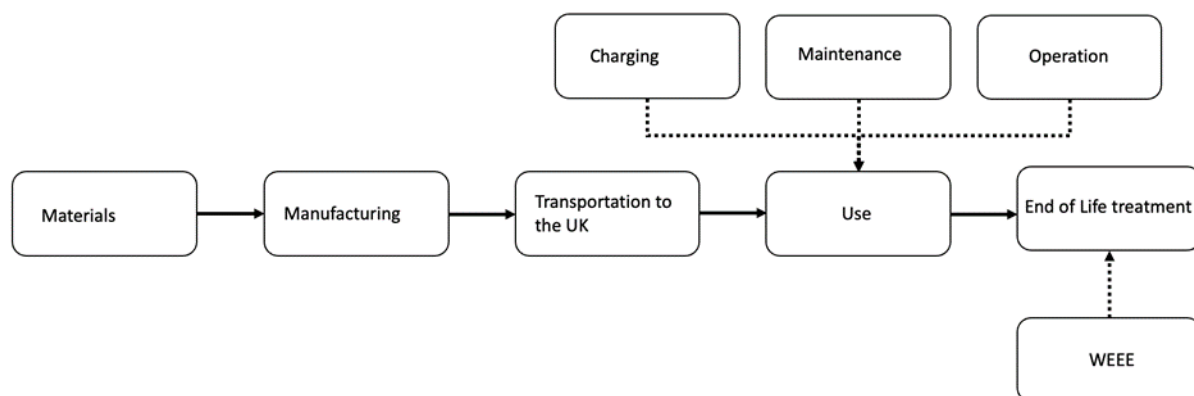 Charging
Maintenance
Operation
Materials
Manufacturing
Transportation to
the UK
Use
End of Life treatment
WEEE